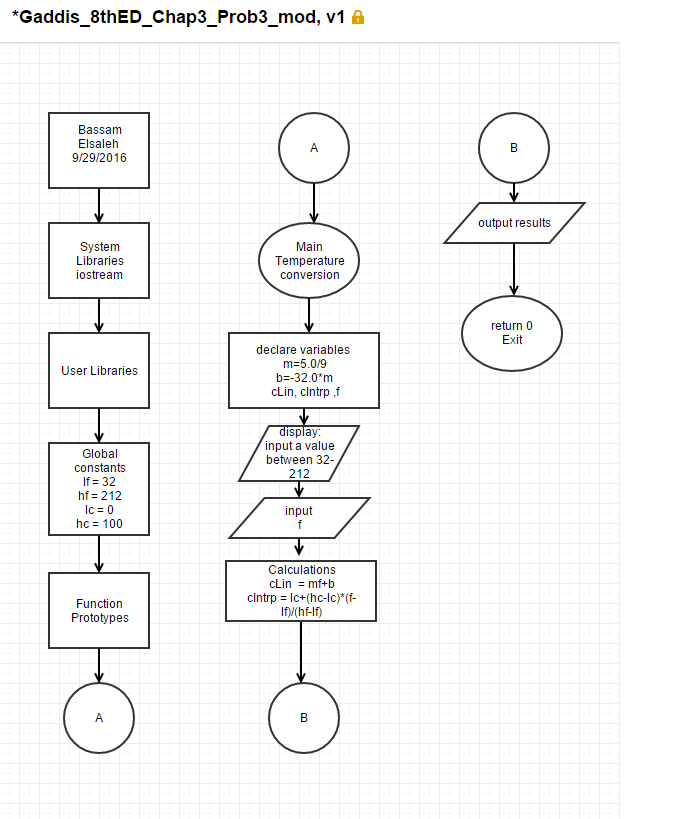 *Gaddis_8thED_Chap3_Prob3_mod, v1
Bassam
Elsaleh
9/29/2016
System
Libraries
iostream
User Libraries
Global
constants
lf = 32
hf = 212
lc = 0
hc = 100
Function
Prototypes
A
A
Main
Temperature
conversion
declare variables
m=5.0/9
b=-32.0*m
cLin, cIntrp ,f
display:
input a value
between 32-
212
input
f
Calculations
cLin = mf+b
cIntrp = lc+(hc-lc)*(f-
lf)/(hf-lf)
B
B
output results
return 0
Exit